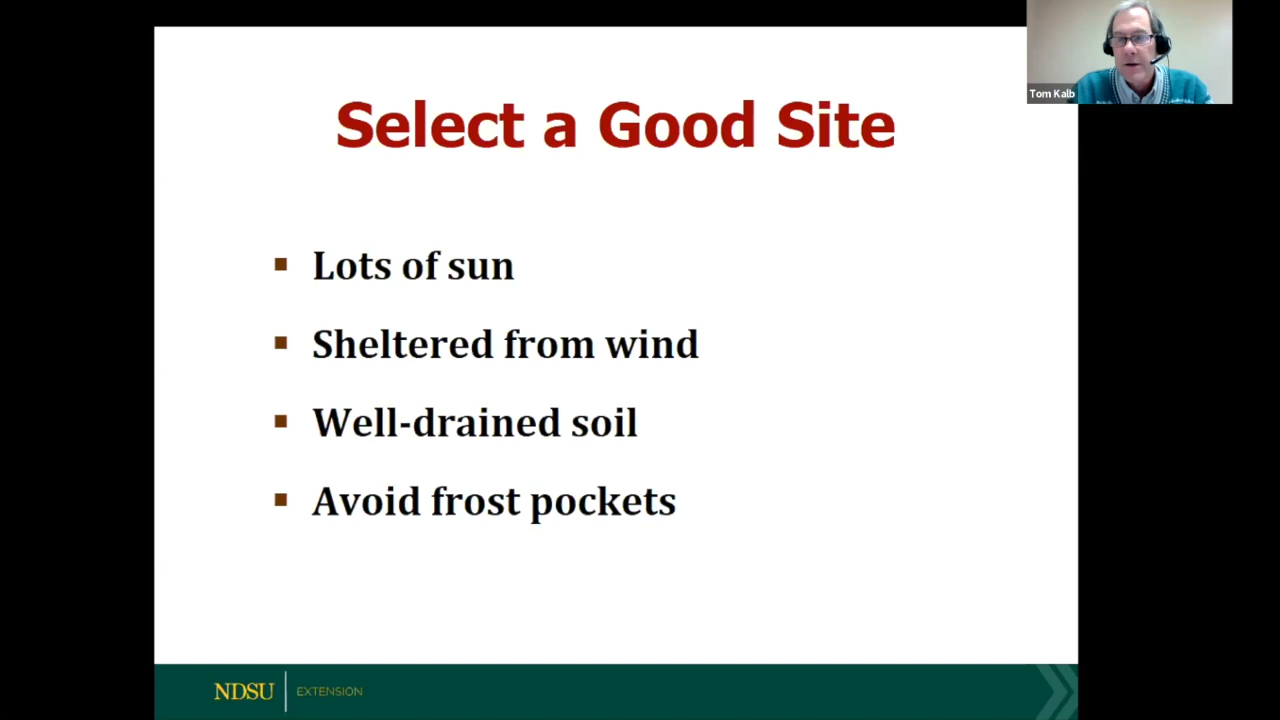 Tom Kalb
Select a Good Site
Lots of sun
Sheltered from wind
Well-drained soil
Avoid frost pockets
NDSU EXTENSION